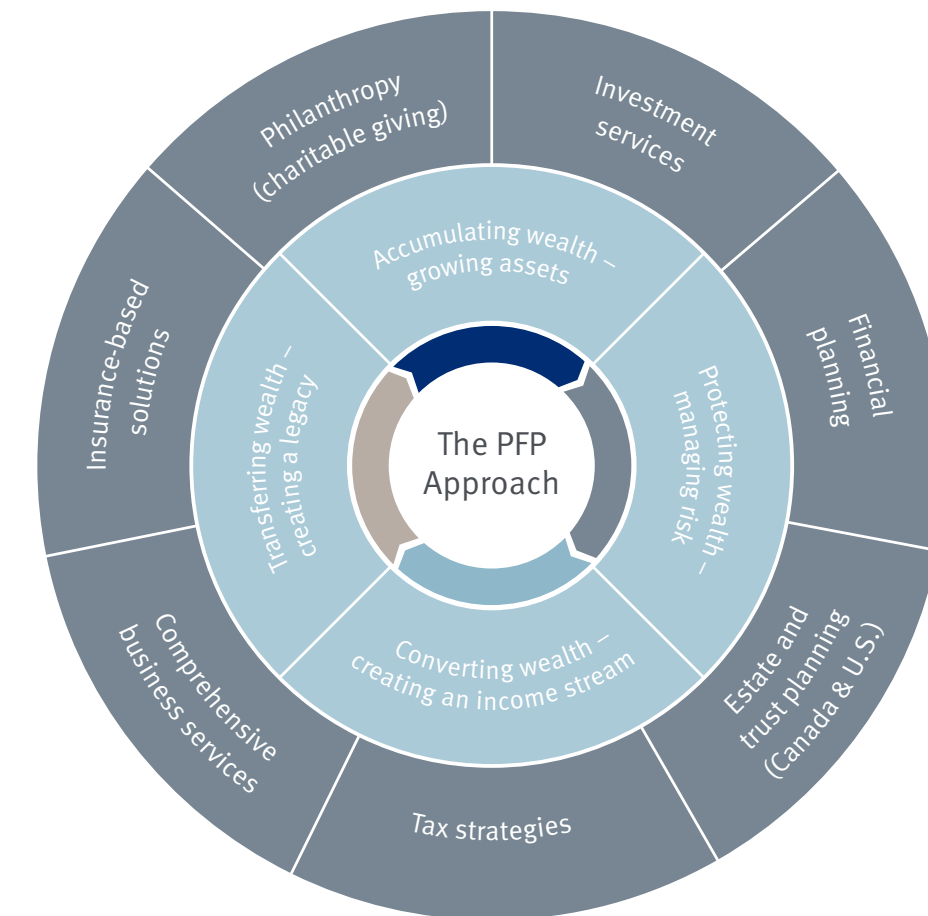 Philanthropy
(charitable giving)
Investment
services
Financial
planning
Estate and
trust planning
(Canada & U.S.)
Tax strategies
Comprehensive
business services
Insurance-based
solutions
Accumulating wealth –
growing assets
Protecting wealth –
managing risk
Converting wealth –
creating an income stream
Transferring wealth –
creating a legacy
The PFP
Approach